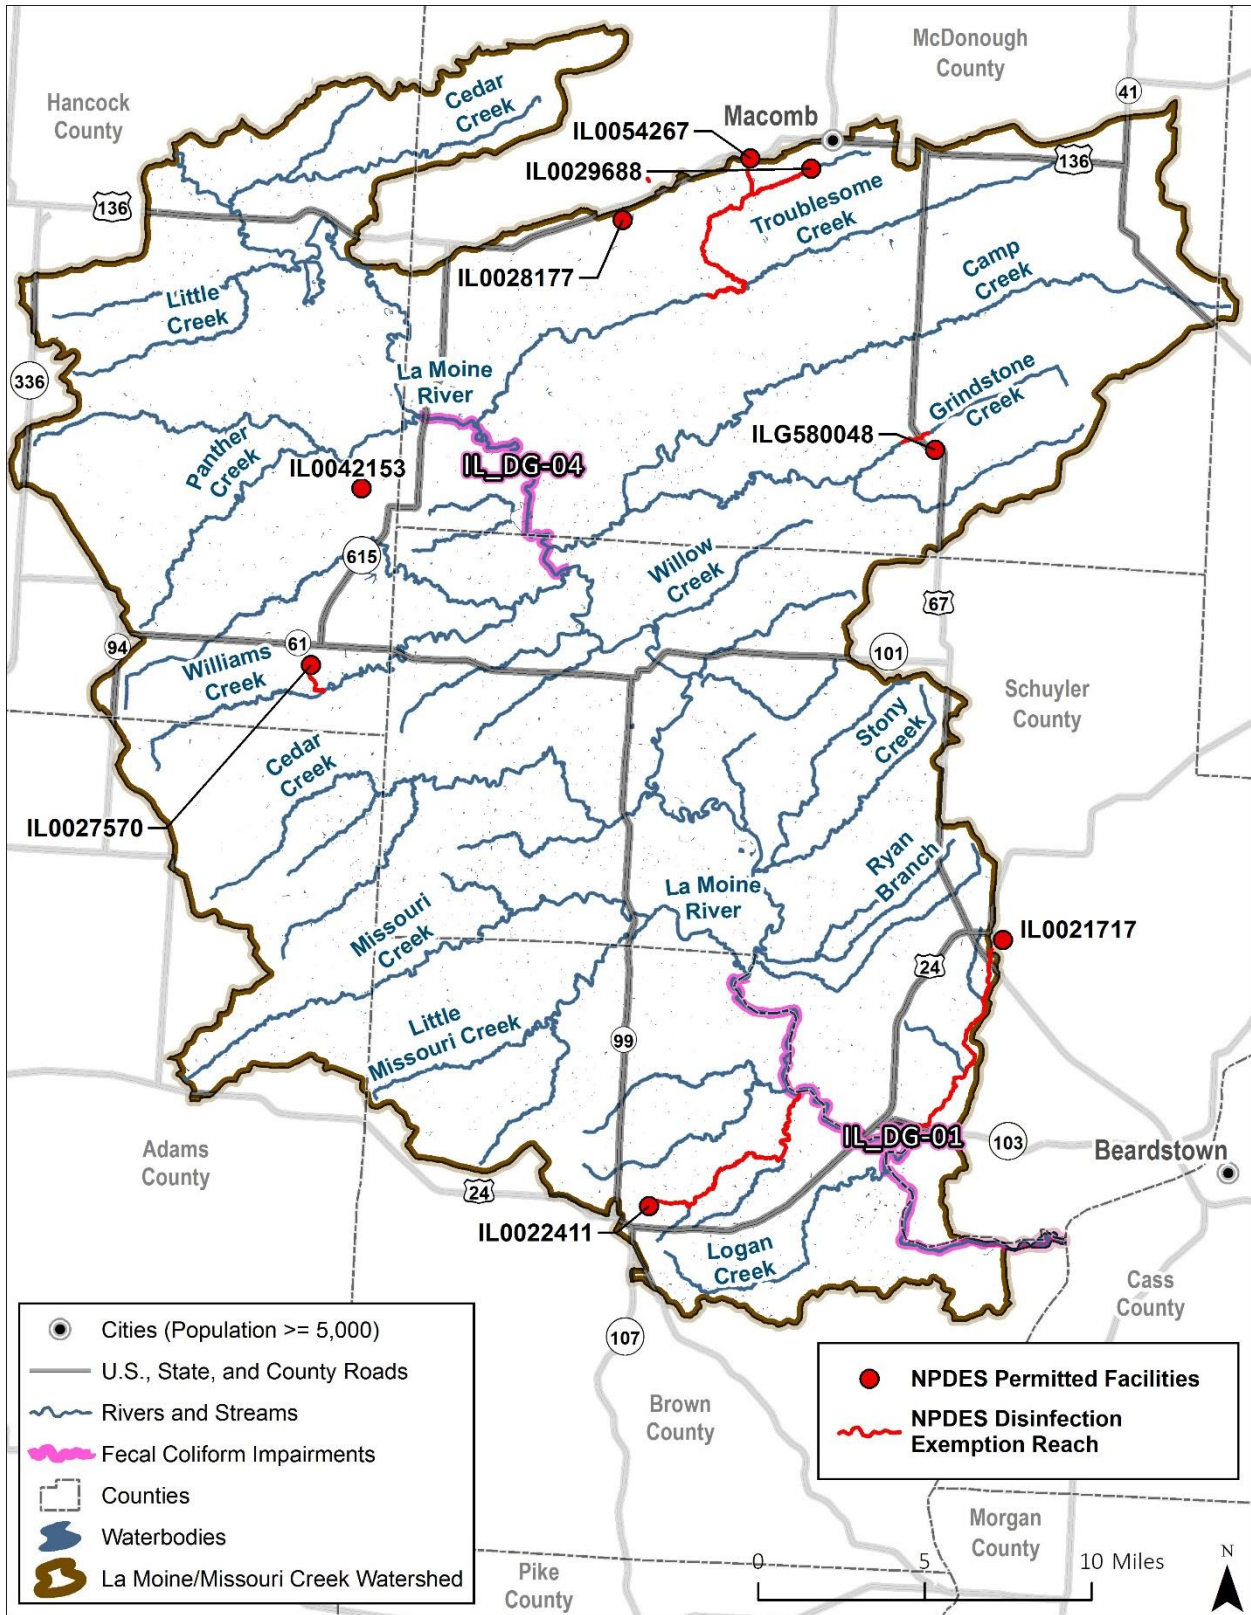 McDonough
County
Hancock
County
Cedar
Creek
41
Macomb
IL0054267
136
IL0029688
136
Troublesome
Creek
IL0028177
Camp
Creek
Little
Creek
336
La Moine
River
Grindstone
Creek
ILG580048
Panther
Creek
IL0042153
IL_DG-04
615
Willow
Creek
67
94
61
101
Williams
Creek
Schuyler
County
Stony
Creek
Cedar
Creek
IL0027570
Ryan
Branch
La Moine
River
Missouri
Creek
IL0021717
24
Little
Missouri Creek
99
IL_DG-01
103
Adams
County
Beardstown
24
IL0022411
Logan
Creek
Cass
County
107
Brown
County
Morgan
County
Pike
County
Cities (Population >= 5,000)
U.S., State, and County Roads
Rivers and Streams
Fecal Coliform Impairments
Counties
Waterbodies
La Moine/Missouri Creek Watershed
NPDES Permitted Facilities
NPDES Disinfection
Exemption Reach
0 5 10 Miles
N